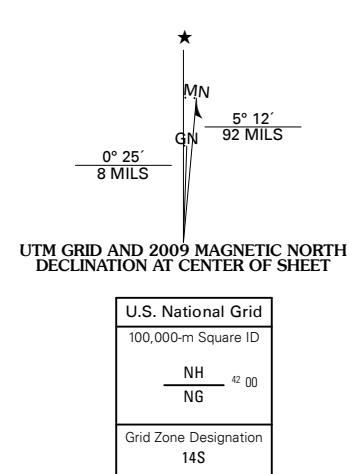 ★
MN
GN
5° 12´
92 MILS
0° 25´
8 MILS
UTM GRID AND 2009 MAGNETIC NORTH
DECLINATION AT CENTER OF SHEET
U.S. National Grid
100,000-m Square ID
NH
NG
42 00
Grid Zone Designation
14S